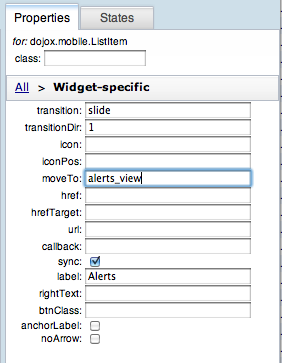 Properties States
for: dojox.mobile.ListItem
class:
All > Widget-specific
transition: slide
transitionDir: 1
icon:
iconPos:
moveTo: alerts_view
href:
hrefTarget:
url:
callback:
sync:
label: Alerts
rightText:
btnClass:
anchorLabel:
noArrow: